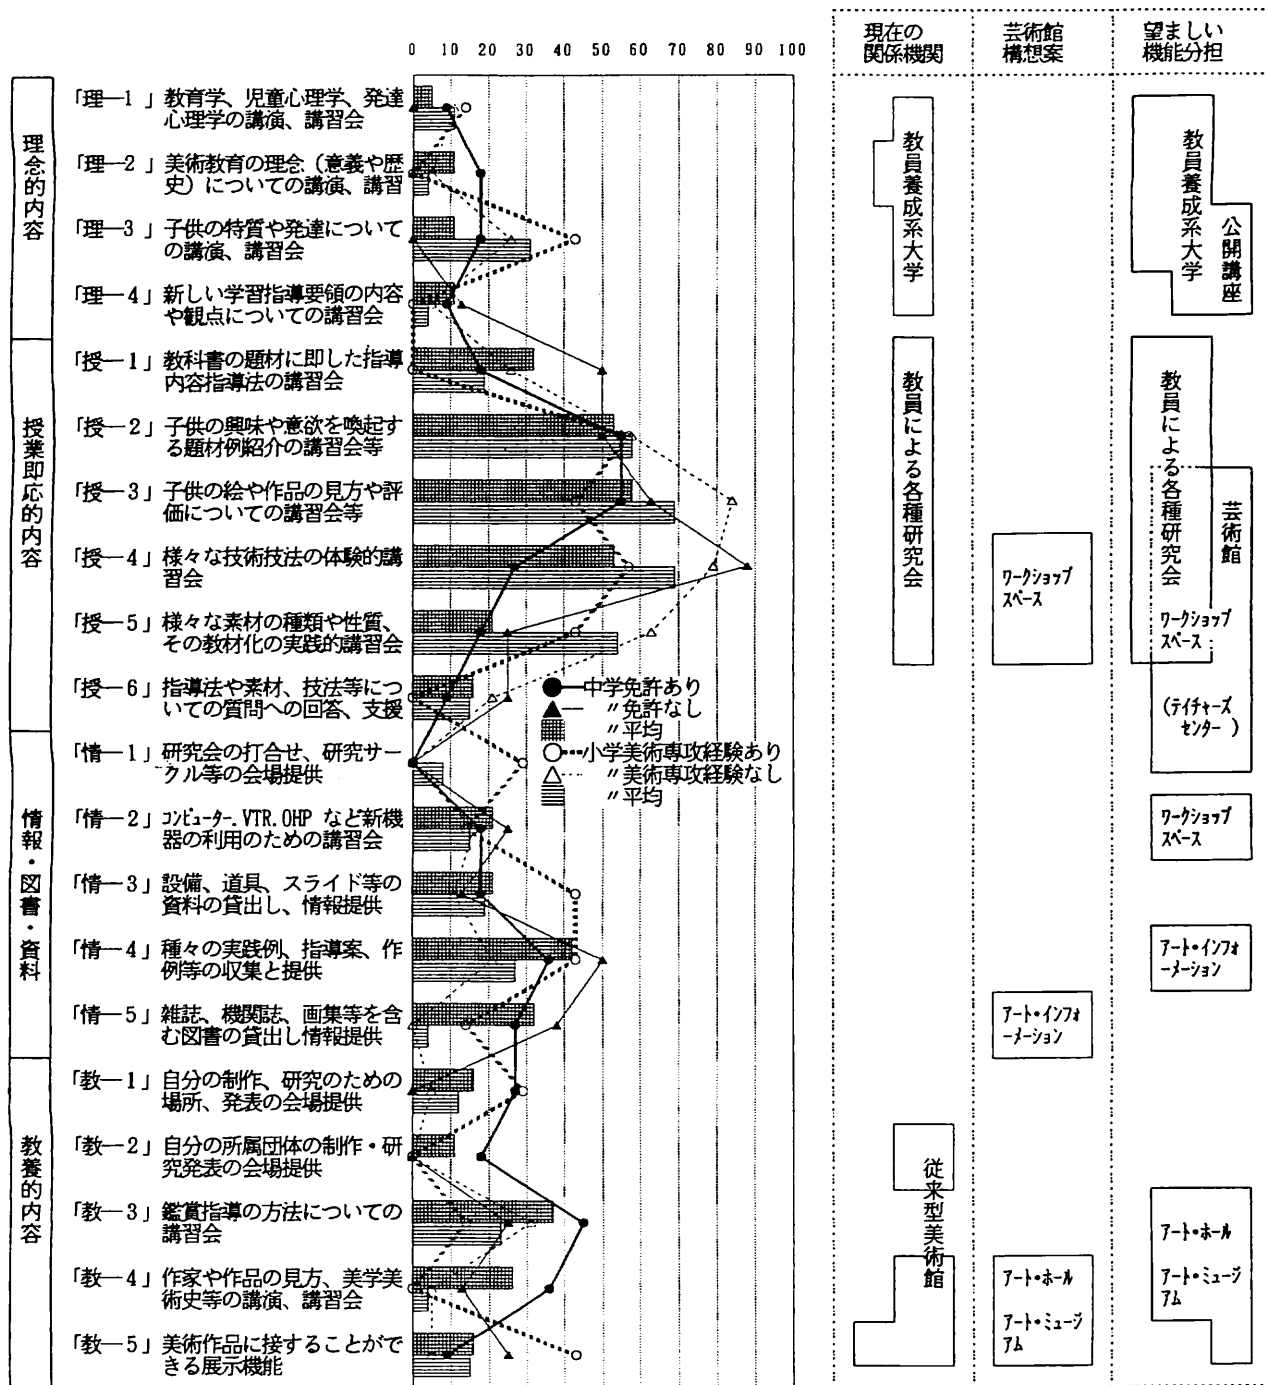 現在の
関係機関
芸術館
構想案
望ましい
機能分担
0 10 20 30 40 50 60 70 80 90 100
理念的内容
「理―1」教育学、児童心理学、発達
心理学の講演、講習会
「理―2」美術教育の理念（意義や歴
史）についての講演、講習
「理―3」子供の特質や発達について
の講演、講習会
「理―4」新しい学習指導要領の内容
や観点についての講習会
授業即応的内容
「授―1」教科書の題材に即した指導
内容指導法の講習会
「授―2」子供の興味や意欲を喚起す
る題材例紹介の講習会等
「授―3」子供の絵や作品の見方や評
価についての講習会等
「授―4」様々な技術技法の体験的講
習会
「授―5」様々な素材の種類や性質、
その教材化の実践的講習会
「授―6」指導法や素材、技法等につ
いての質問への回答、支援
情報・図書・資料
「情―1」研究会の打合せ、研究サー
クル等の会場提供
「情―2」コンピューター.VTR.OHP など新機
器の利用のための講習会
「情―3」設備、道具、スライド等の
資料の貸出し、情報提供
「情―4」種々の実践例、指導案、作
例等の収集と提供
「情―5」雑誌、機関誌、画集等を含
む図書の貸出し情報提供
教養的内容
「教―1」自分の制作、研究のための
場所、発表の会場提供
「教―2」自分の所属団体の制作・研
究発表の会場提供
「教―3」鑑賞指導の方法についての
講習会
「教―4」作家や作品の見方、美学美
術史等の講演、講習会
「教―5」美術作品に接することがで
きる展示機能
中学免許あり
〃免許なし
〃平均
小学美術専攻経験あり
〃美術専攻経験なし
〃平均
教員養成系大学
教員による各種研究会
従来型美術館
ワークショップ
スペース
アート・インフォ
ーメーション
アート・ホール
アート・ミュージ
アム
教員養成系大学
公開講座
教員による各種研究会
芸術館
ワークショップ
スペース
(テイチャーズ
センター)
ワークショップ
スペース
アート・インフォ
ーメーション
アート・ホール
アート・ミュージ
アム